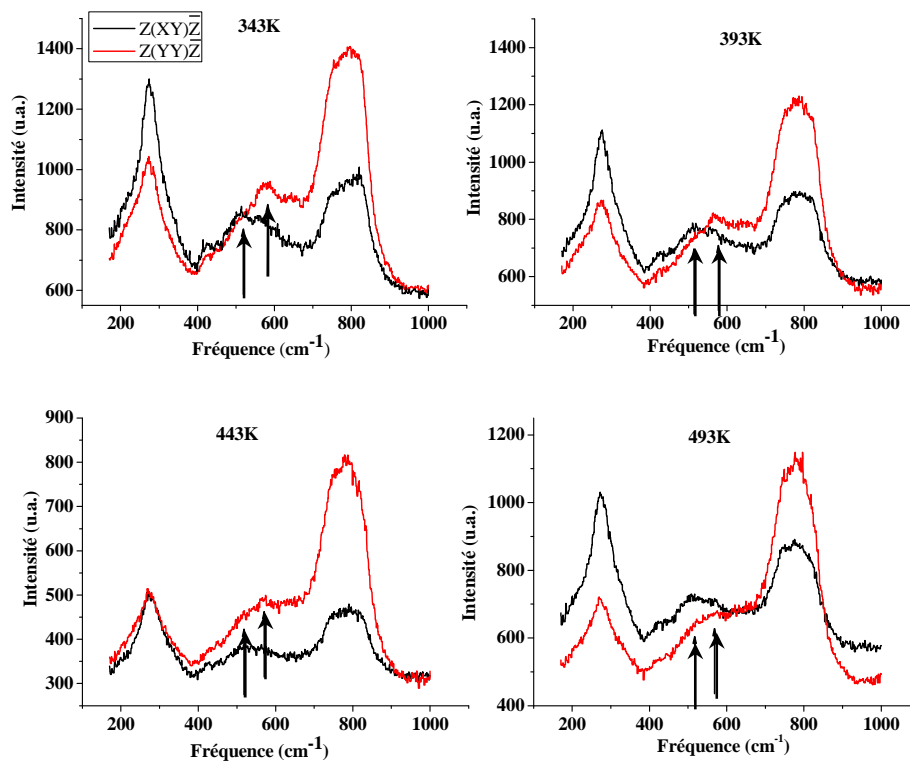 Z(XY)Z̅
Z(YY)Z̅
343K
Intensité (u.a.)
1400
1200
1000
800
600
200 400 600 800 1000
Fréquence (cm⁻¹)
393K
Intensité (u.a.)
1400
1200
1000
800
600
200 400 600 800 1000
Fréquence (cm⁻¹)
443K
Intensité (u.a.)
900
800
700
600
500
400
300
200 400 600 800 1000
Fréquence (cm⁻¹)
493K
Intensité (u.a.)
1200
1000
800
600
400
200 400 600 800 1000
Fréquence (cm⁻¹)